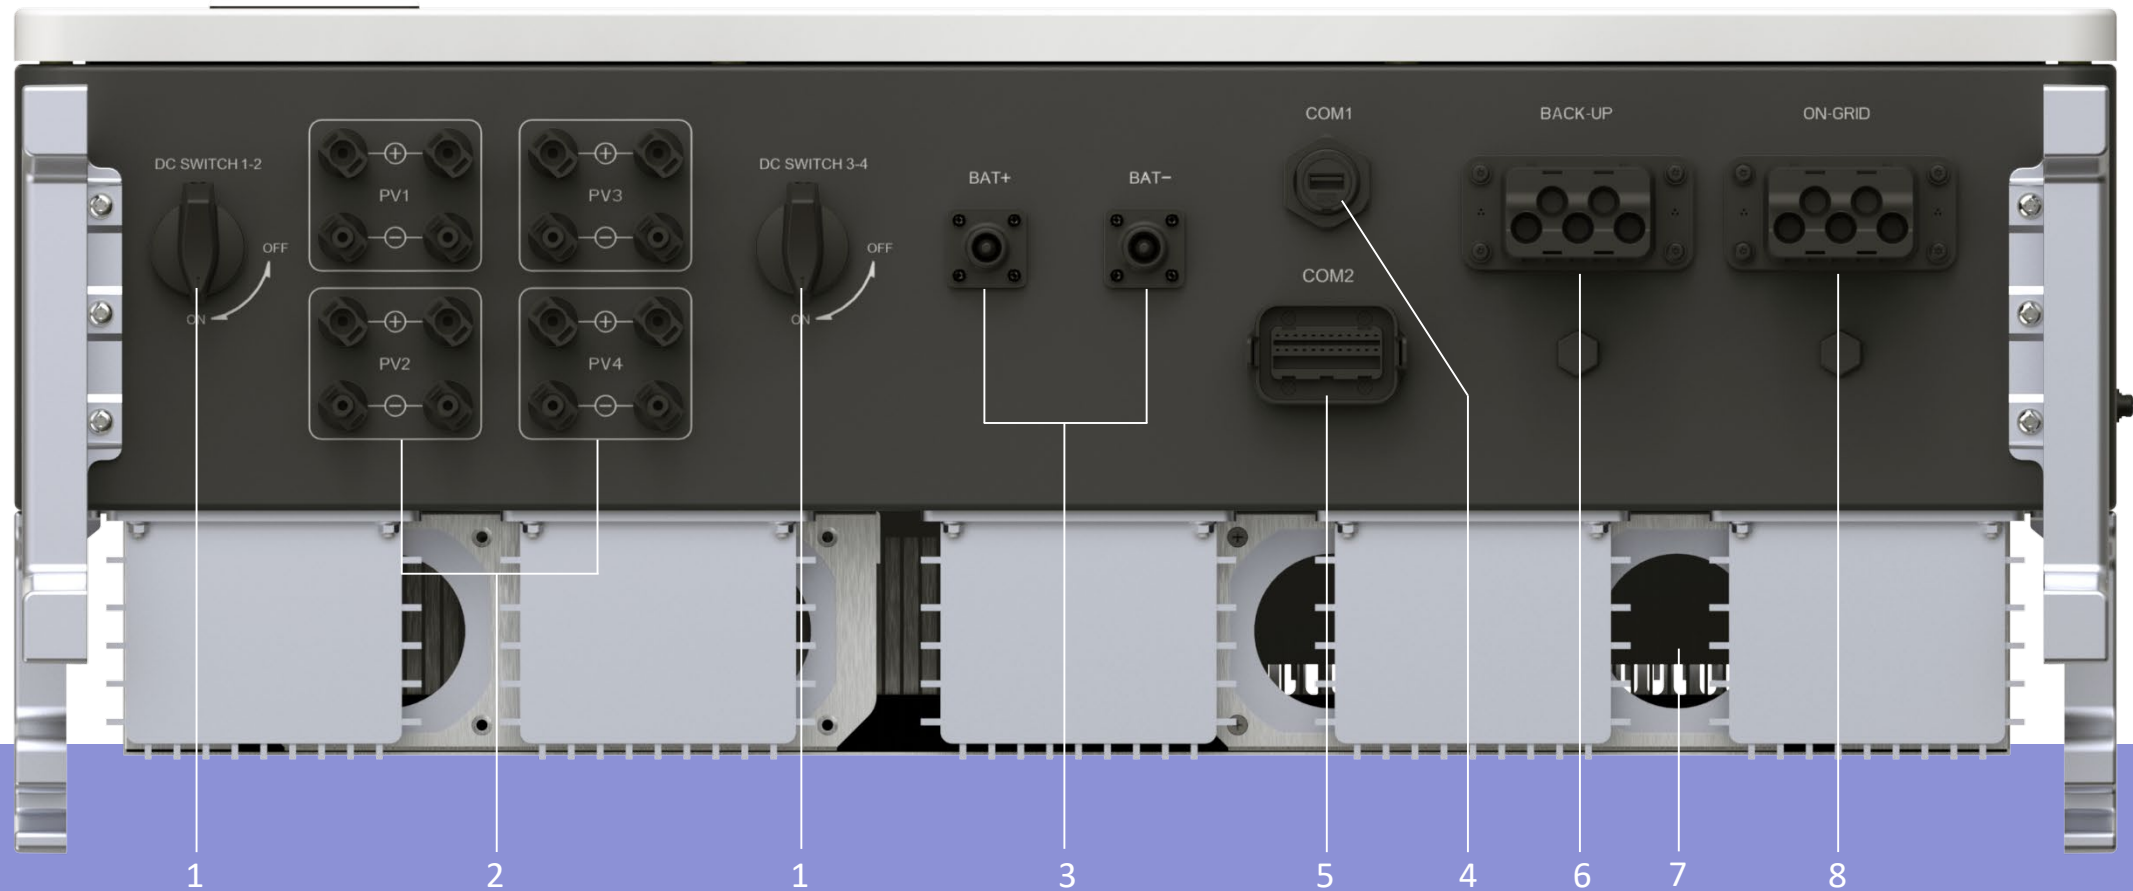 COM1
BACK-UP
ON-GRID
DC SWITCH 1-2
DC SWITCH 3-4
BAT+
BAT−
PV1
PV3
OFF
OFF
COM2
ON
ON
PV2
PV4
1
2
1
3
5
4
6
7
8